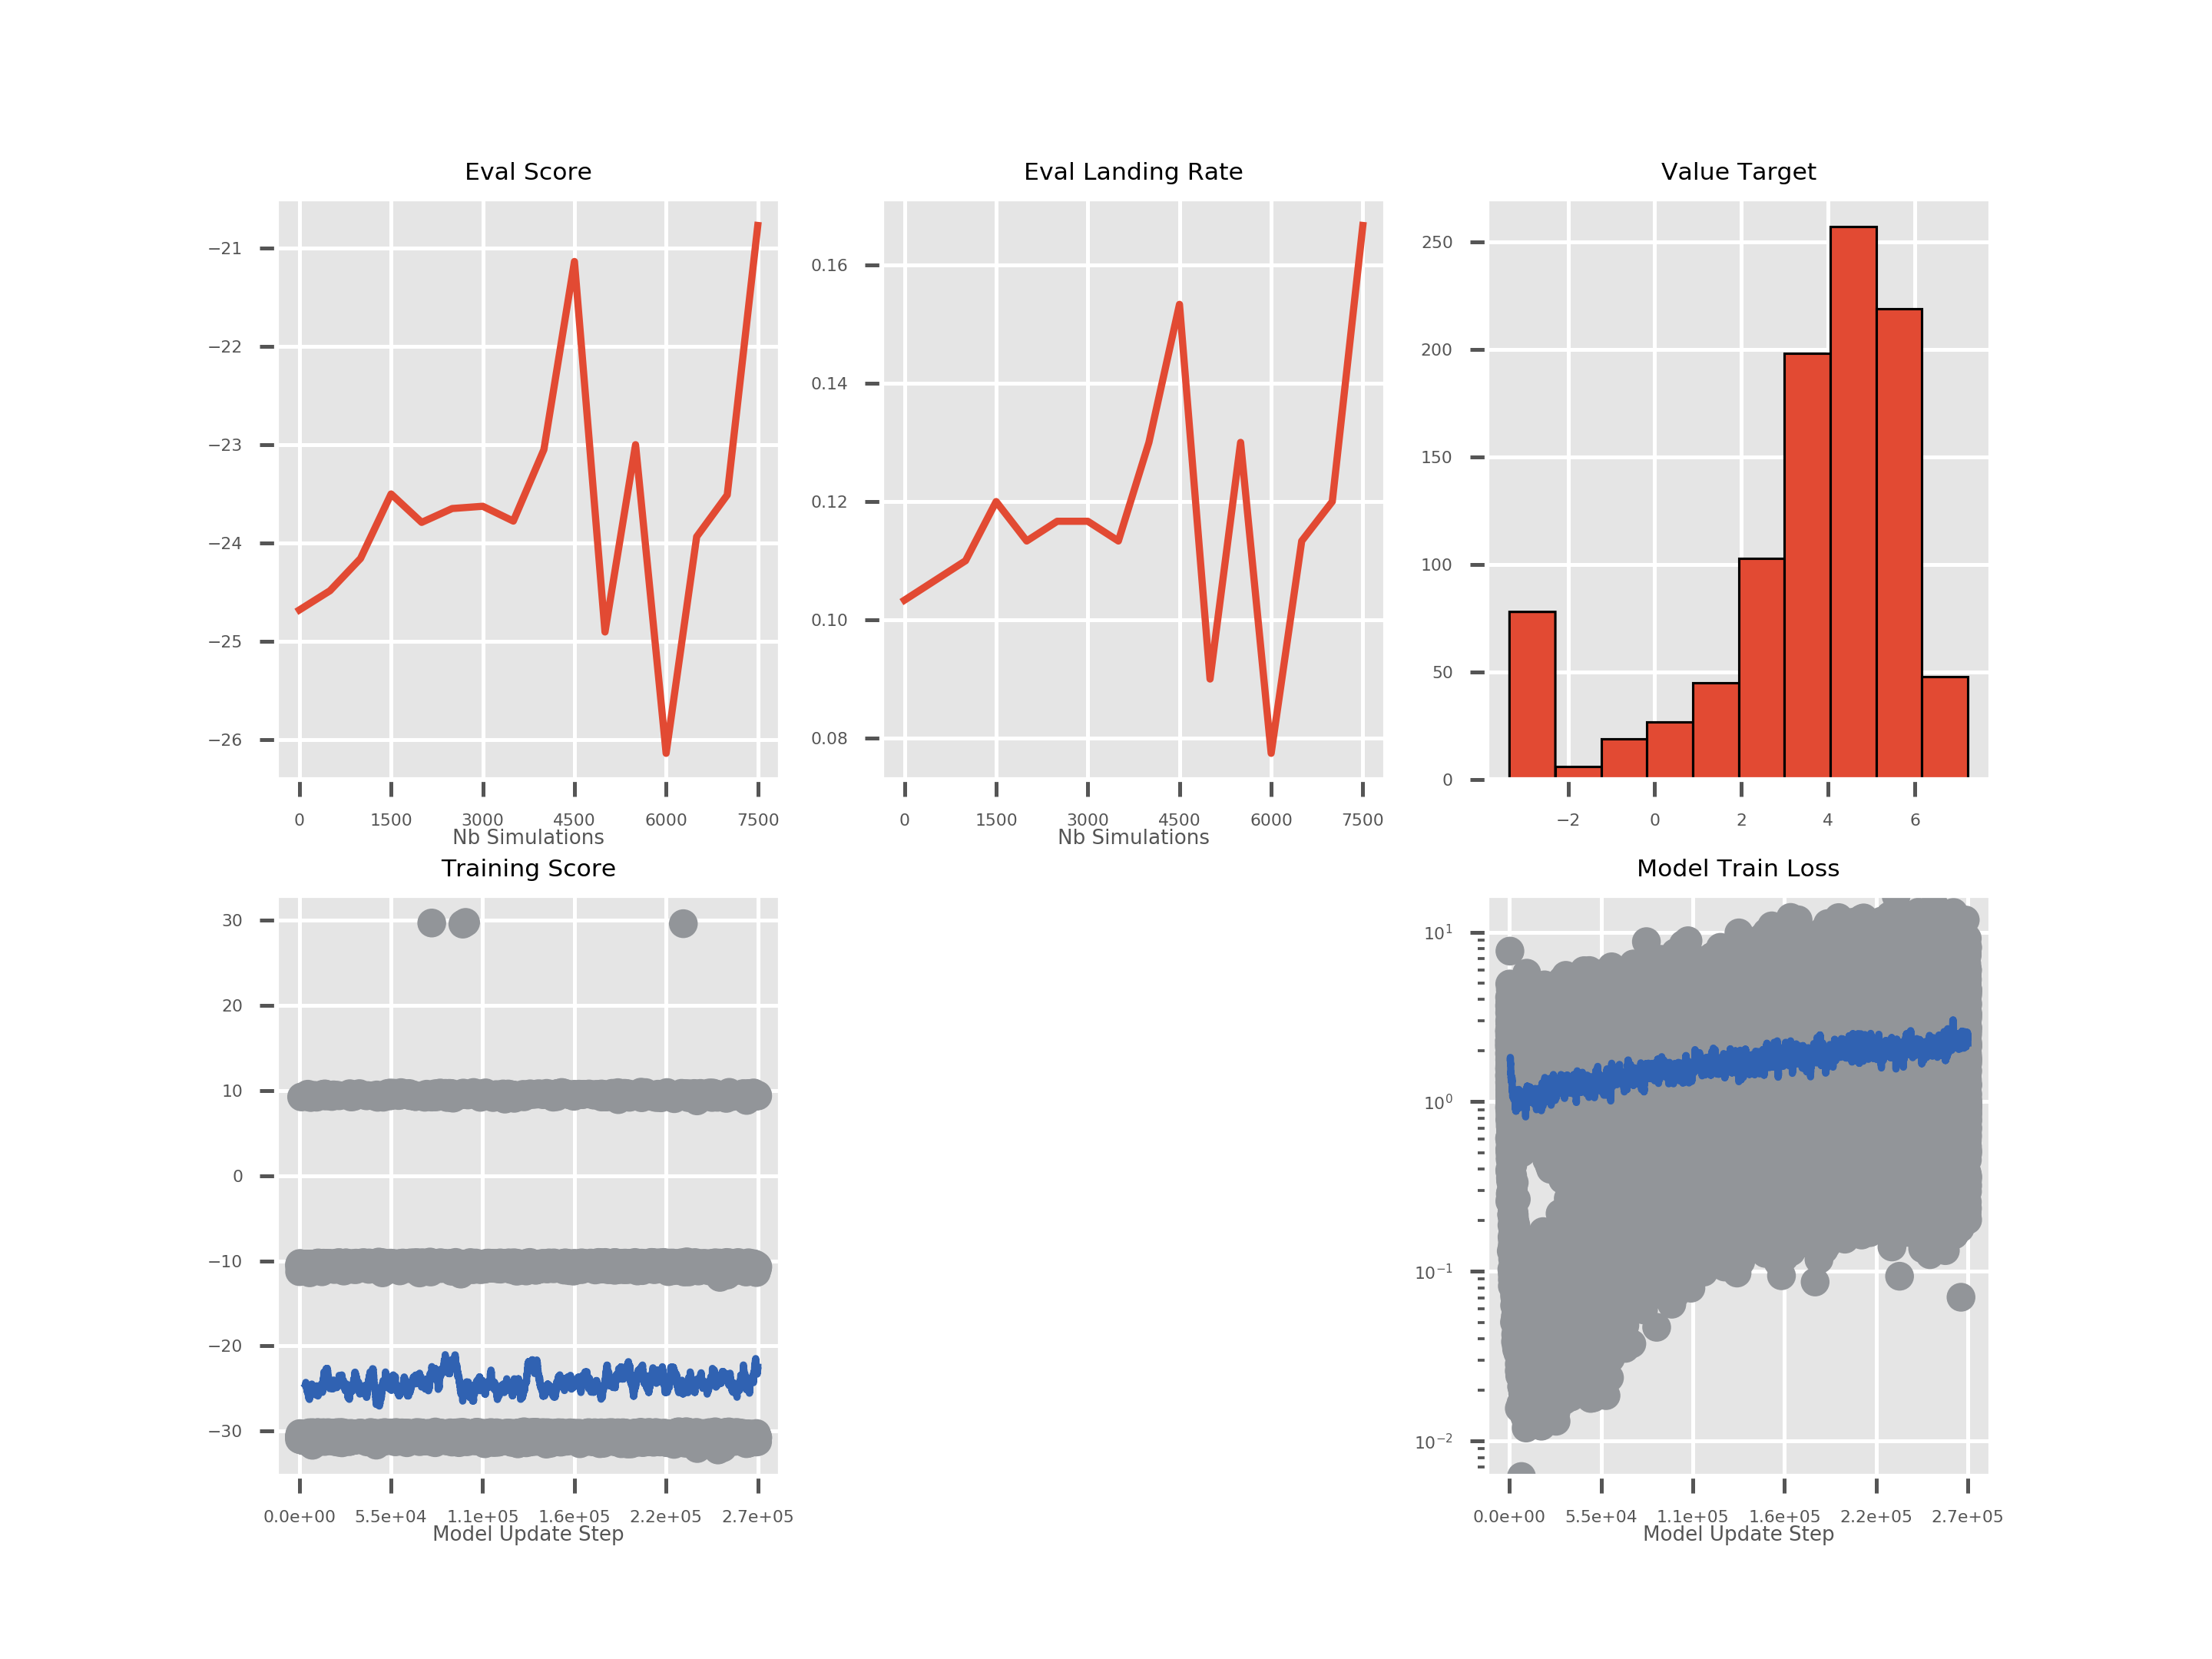 Eval Score
−21
−22
−23
−24
−25
−26
0 1500 3000 4500 6000 7500
Nb Simulations
Eval Landing Rate
0.16
0.14
0.12
0.10
0.08
0 1500 3000 4500 6000 7500
Nb Simulations
Value Target
250
200
150
100
50
0
−2 0 2 4 6
Training Score
30
20
10
0
−10
−20
−30
0.0e+00 5.5e+04 1.1e+05 1.6e+05 2.2e+05 2.7e+05
Model Update Step
Model Train Loss
10¹
10⁰
10⁻¹
10⁻²
0.0e+00 5.5e+04 1.1e+05 1.6e+05 2.2e+05 2.7e+05
Model Update Step